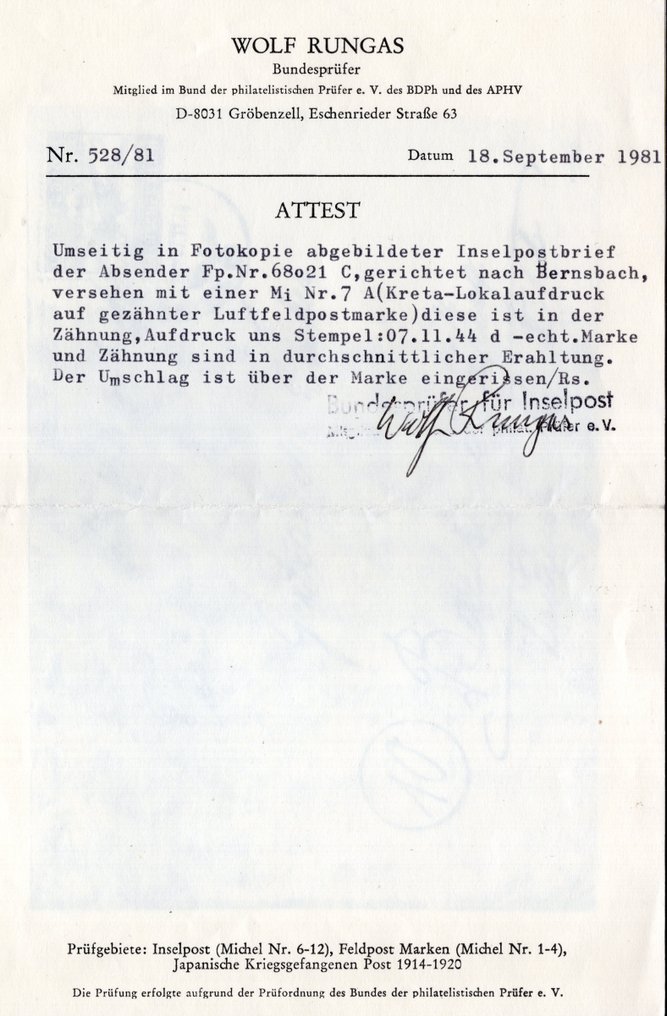 WOLF RUNGAS
Bundesprüfer
Mitglied im Bund der philatelistischen Prüfer e. V. des BDPh und des APHV
D-8031 Gröbenzell, Eschenrieder Straße 63
Nr. 528/81 Datum 18.September 1981
ATTEST
Umseitig in Fotokopie abgebildeter Inselpostbrief
der Absender Fp.Nr.68o21 C,gerichtet nach Bernsbach,
versehen mit einer Mi Nr.7 A(Kreta-Lokalaufdruck
auf gezähnter Luftfeldpostmarke)diese ist in der
Zähnung,Aufdruck uns Stempel:07.11.44 d -echt.Marke
und Zähnung sind in durchschnittlicher Erahltung.
Der Umschlag ist über der Marke eingerissen/Rs.
Bundesprüfer für Inselpost
Wolf Rungas
der philat. Prüfer e. V.
Prüfgebiete: Inselpost (Michel Nr. 6-12), Feldpost Marken (Michel Nr. 1-4),
Japanische Kriegsgefangenen Post 1914-1920
Die Prüfung erfolgte aufgrund der Prüfordnung des Bundes der philatelistischen Prüfer e. V.